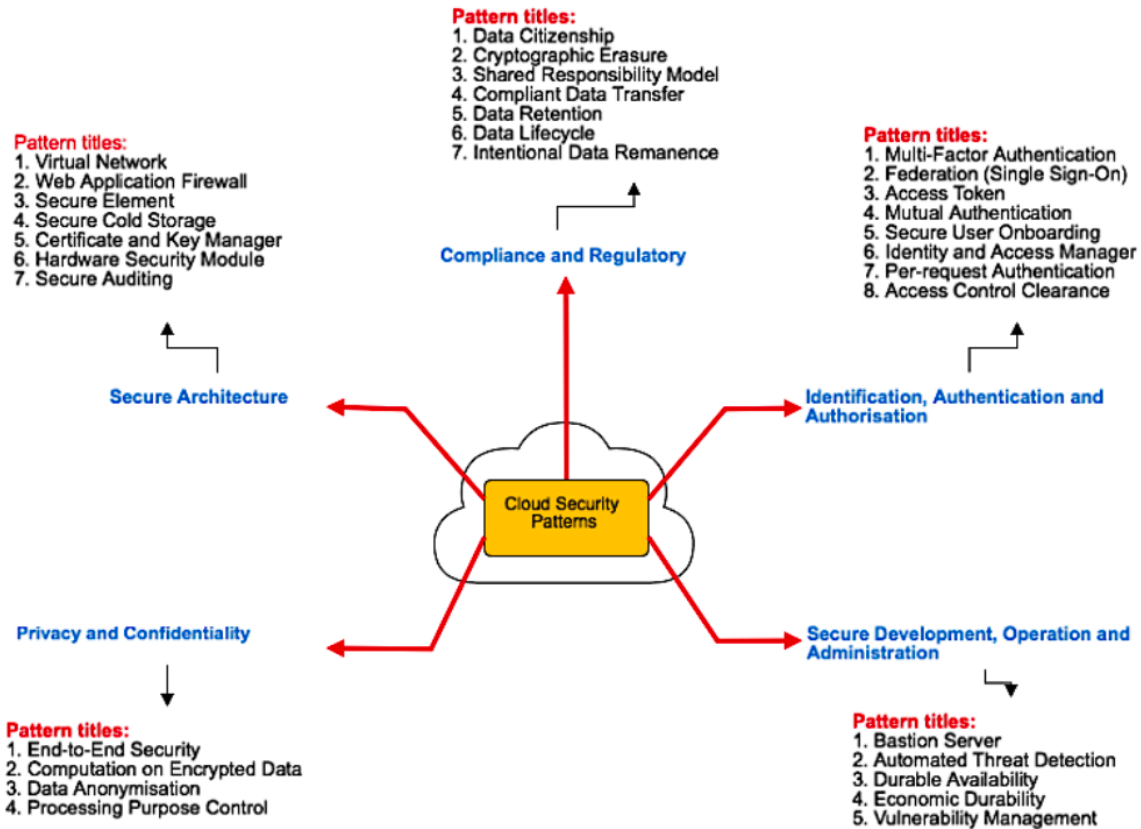 Pattern titles:
1. Data Citizenship
2. Cryptographic Erasure
3. Shared Responsibility Model
4. Compliant Data Transfer
5. Data Retention
6. Data Lifecycle
7. Intentional Data Remanence
Compliance and Regulatory
Pattern titles:
1. Virtual Network
2. Web Application Firewall
3. Secure Element
4. Secure Cold Storage
5. Certificate and Key Manager
6. Hardware Security Module
7. Secure Auditing
Secure Architecture
Pattern titles:
1. Multi-Factor Authentication
2. Federation (Single Sign-On)
3. Access Token
4. Mutual Authentication
5. Secure User Onboarding
6. Identity and Access Manager
7. Per-request Authentication
8. Access Control Clearance
Identification, Authentication and
Authorisation
Cloud Security
Patterns
Privacy and Confidentiality
Pattern titles:
1. End-to-End Security
2. Computation on Encrypted Data
3. Data Anonymisation
4. Processing Purpose Control
Secure Development, Operation and
Administration
Pattern titles:
1. Bastion Server
2. Automated Threat Detection
3. Durable Availability
4. Economic Durability
5. Vulnerability Management